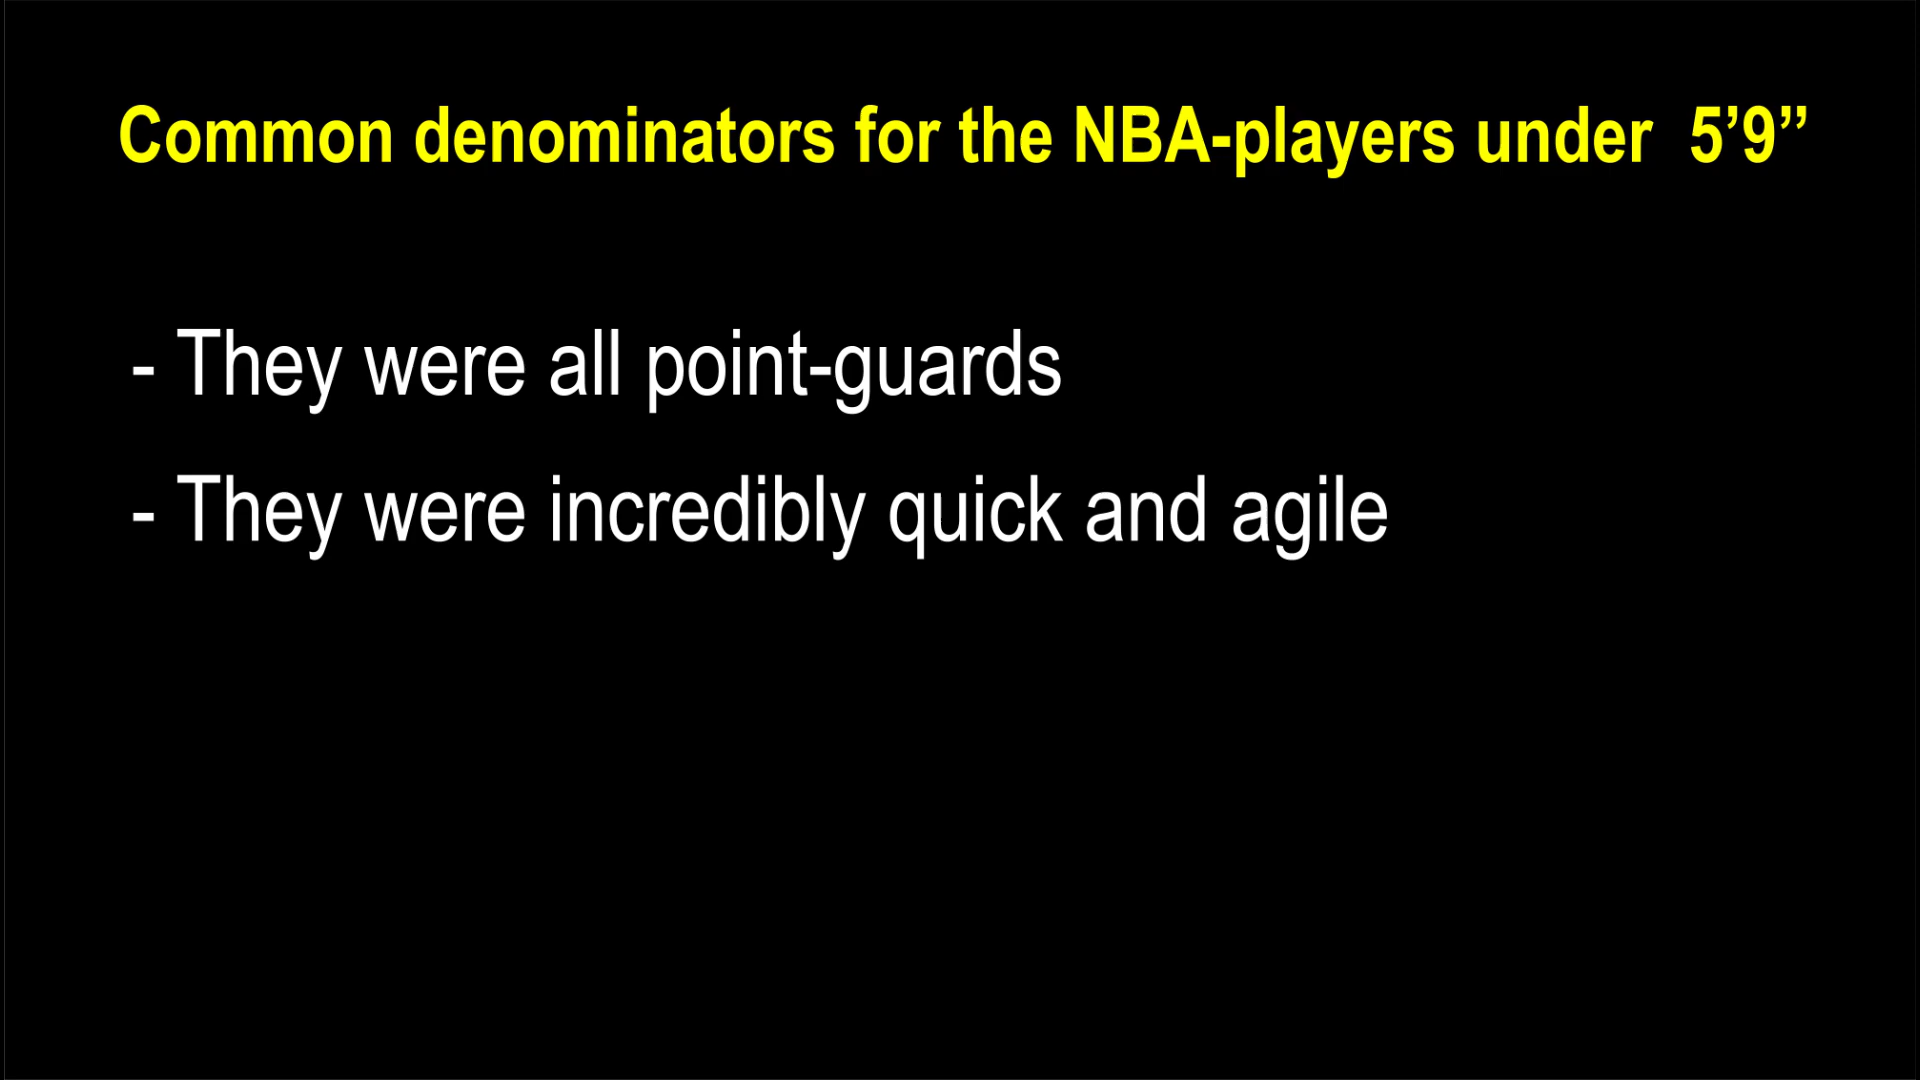 Common denominators for the NBA-players under  5’9”
- They were all point-guards
- They were incredibly quick and agile